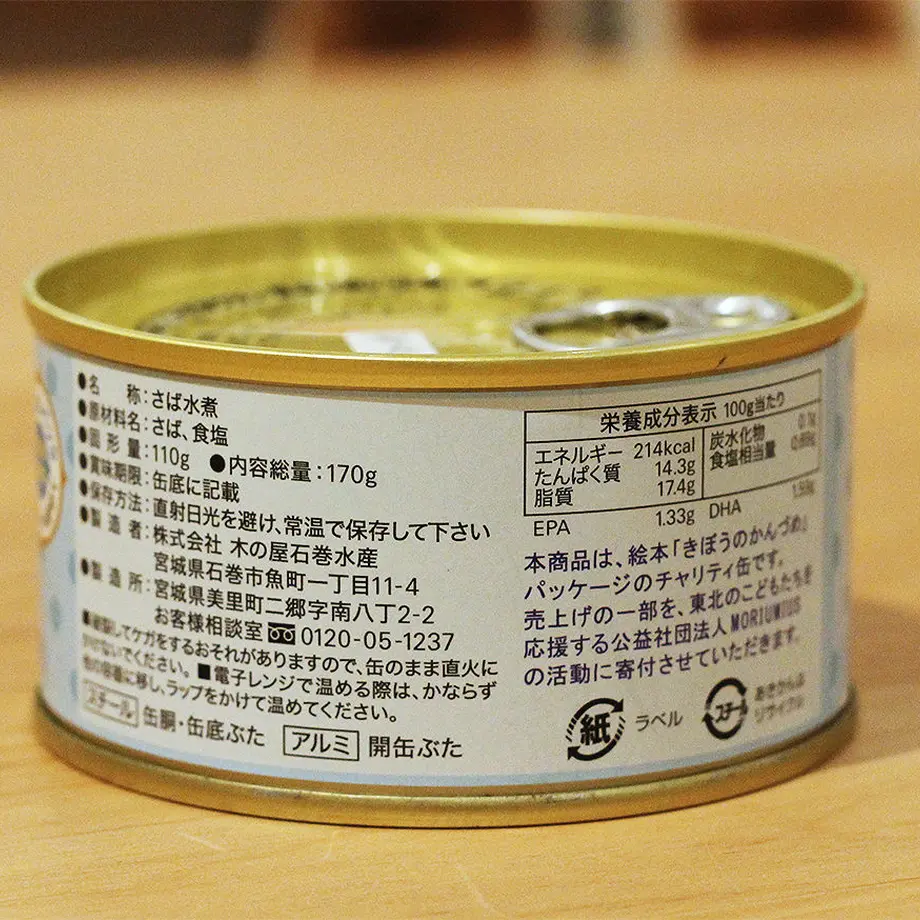 ●名　称：さば水煮
●原材料名：さば、食塩
●固形量：110g ●内容総量：170g
●賞味期限：缶底に記載
●保存方法：直射日光を避け、常温で保存して下さい
●製造者：株式会社 木の屋石巻水産
宮城県石巻市魚町一丁目11-4
●製造所：宮城県美里町二郷字南八丁2-2
お客様相談室 0120-05-1237
■破裂してケガをするおそれがありますので、缶のまま直火に
かけないでください。■電子レンジで温める際は、かならず
他の容器に移し、ラップをかけて温めてください。
スチール 缶胴・缶底ぶた アルミ 開缶ぶた
栄養成分表示 100g当たり
エネルギー 214kcal
たんぱく質 14.3g
脂質 17.4g
炭水化物
食塩相当量
EPA 1.33g DHA
本商品は、絵本「きぼうのかんづめ」
パッケージのチャリティ缶です。
売上げの一部を、東北のこどもたちを
応援する公益社団法人MORIUMIUS
の活動に寄付させていただきます。
紙 ラベル
スチール あきかんは
リサイクル